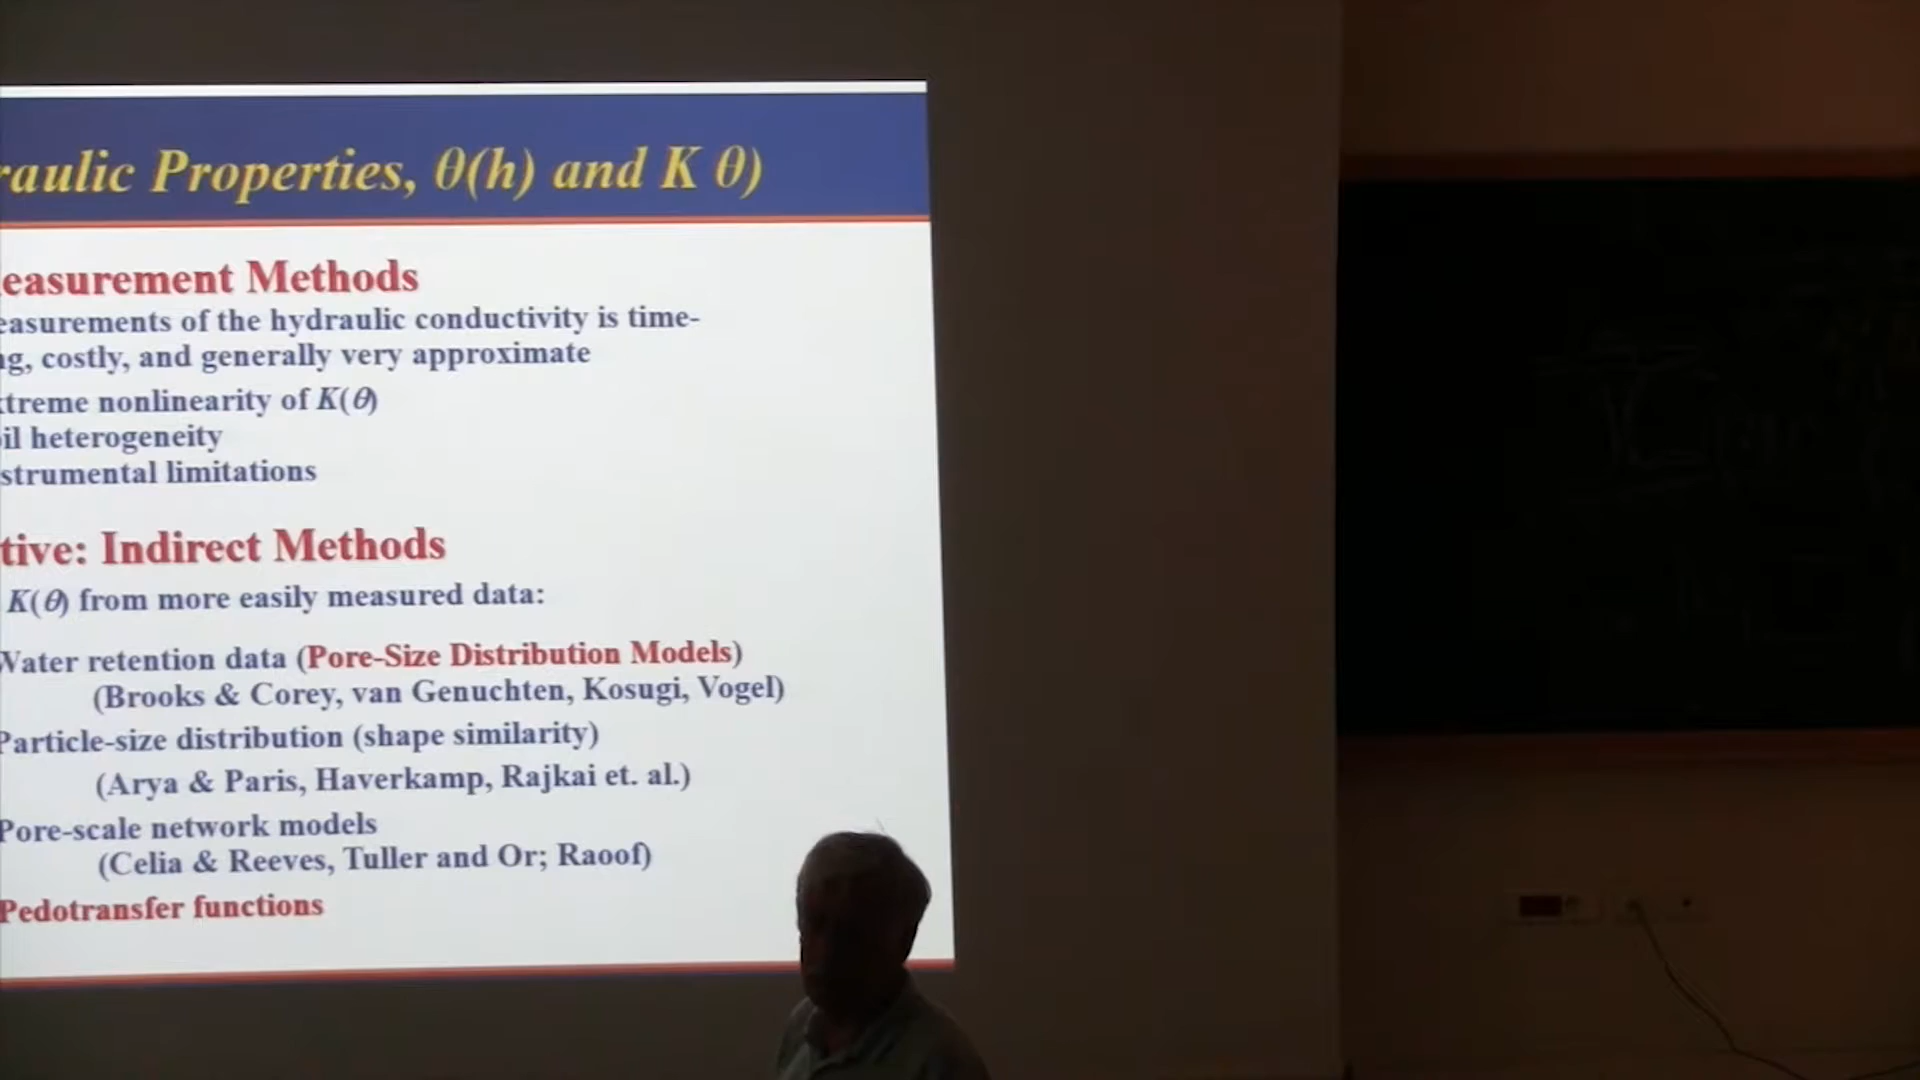 raulic Properties, θ(h) and K θ)
easurement Methods
easurements of the hydraulic conductivity is time-
ng, costly, and generally very approximate
xtreme nonlinearity of K(θ)
oil heterogeneity
strumental limitations
tive: Indirect Methods
K(θ) from more easily measured data:
Water retention data (Pore-Size Distribution Models)
(Brooks & Corey, van Genuchten, Kosugi, Vogel)
Particle-size distribution (shape similarity)
(Arya & Paris, Haverkamp, Rajkai et. al.)
Pore-scale network models
(Celia & Reeves, Tuller and Or; Raoof)
Pedotransfer functions